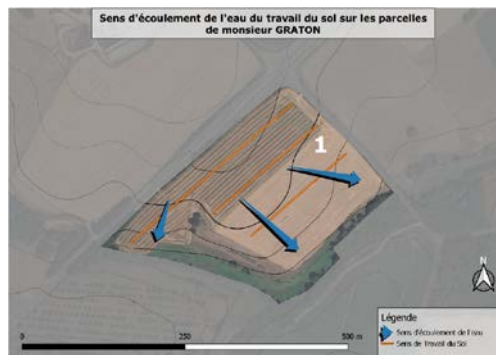 Sens d'écoulement de l'eau du travail du sol sur les parcelles
de monsieur GRATON
1
N
Légende
Sens d'écoulement de l'eau
Sens de Travail du Sol
0 250 500 m